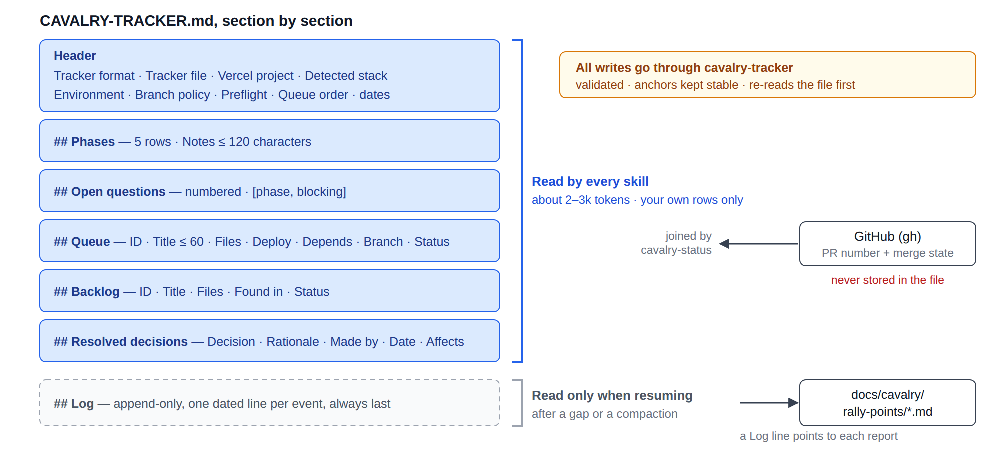 CAVALRY-TRACKER.md, section by section
Header
Tracker format · Tracker file · Vercel project · Detected stack
Environment · Branch policy · Preflight · Queue order · dates
All writes go through cavalry-tracker
validated · anchors kept stable · re-reads the file first
## Phases — 5 rows · Notes ≤ 120 characters
## Open questions — numbered · [phase, blocking]
Read by every skill
about 2–3k tokens · your own rows only
## Queue — ID · Title ≤ 60 · Files · Deploy · Depends · Branch · Status
joined by
cavalry-status
GitHub (gh)
PR number + merge state
never stored in the file
## Backlog — ID · Title · Files · Found in · Status
## Resolved decisions — Decision · Rationale · Made by · Date · Affects
## Log — append-only, one dated line per event, always last
Read only when resuming
after a gap or a compaction
docs/cavalry/
rally-points/*.md
a Log line points to each report